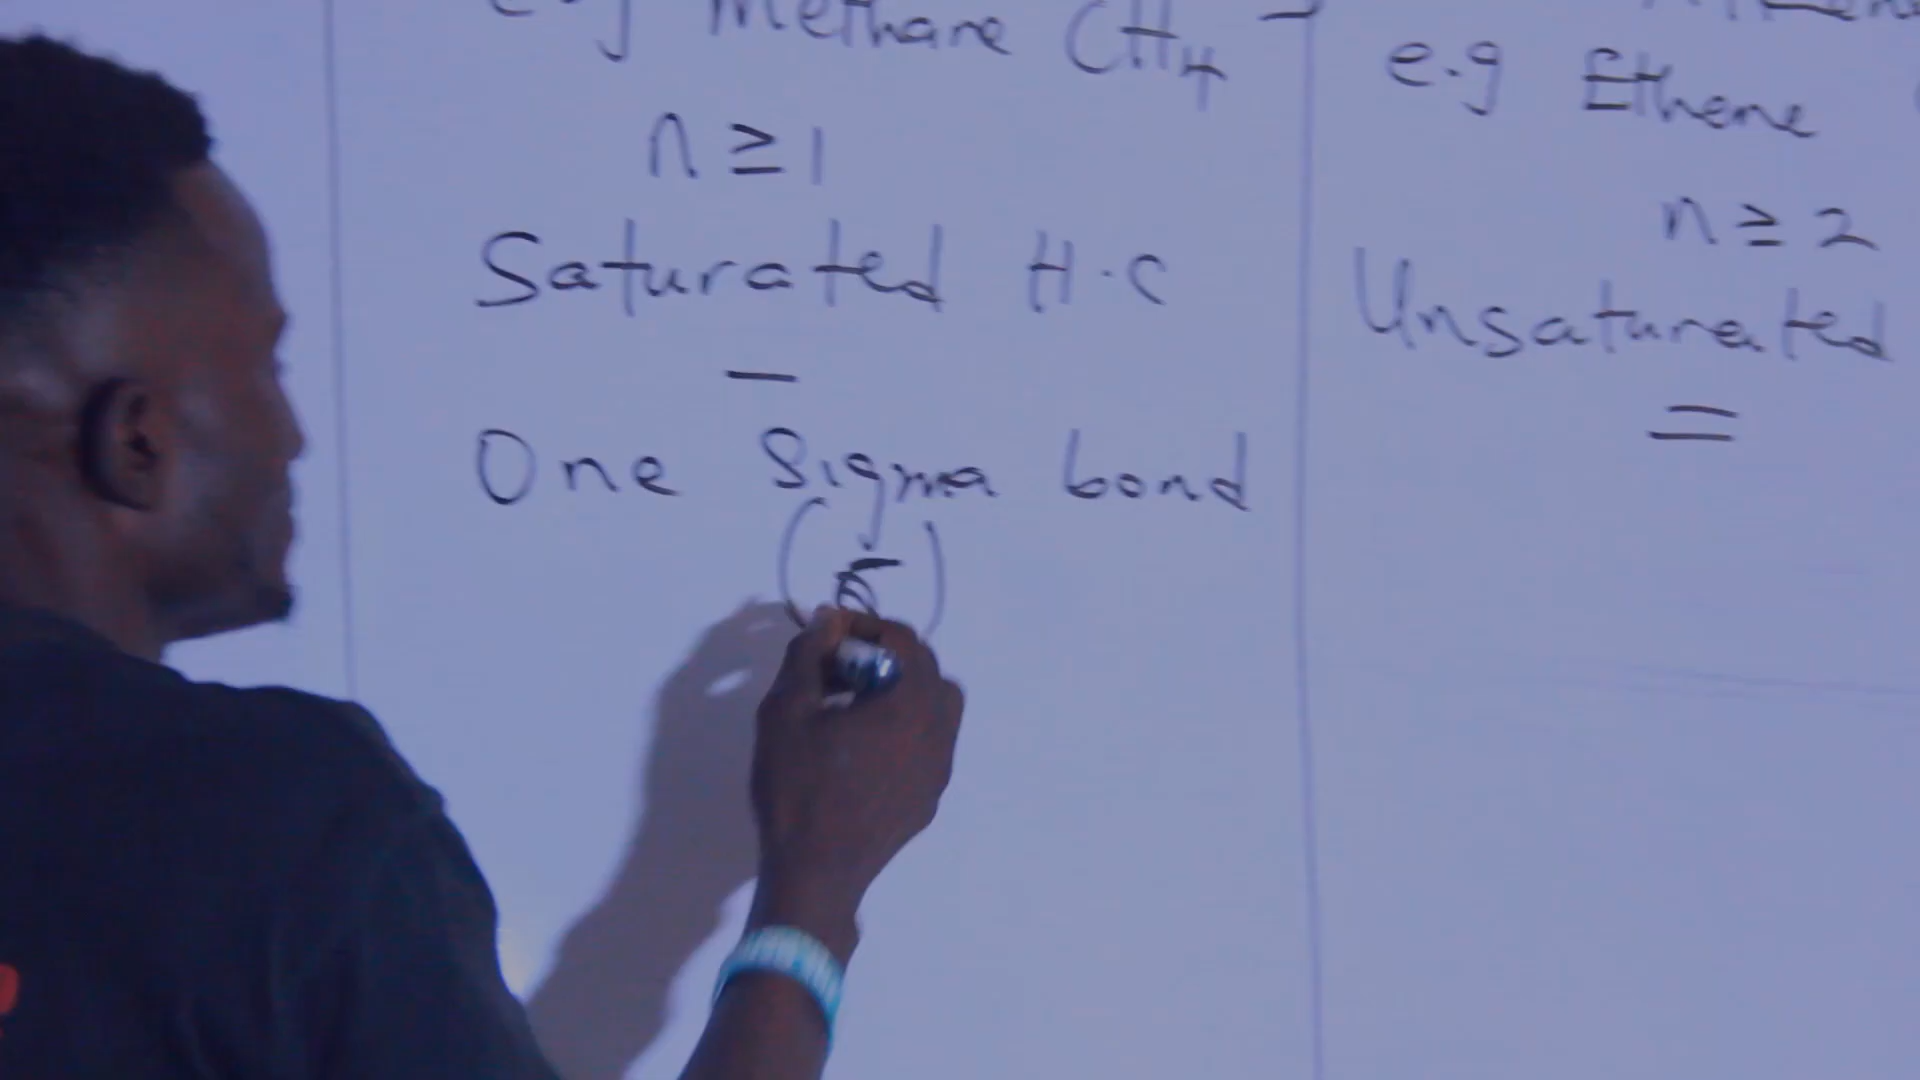 e.g Methane CH4
n ≥ 1
Saturated H.C
—
One Sigma bond
(σ)
e.g Ethene
n ≥ 2
Unsaturated
=